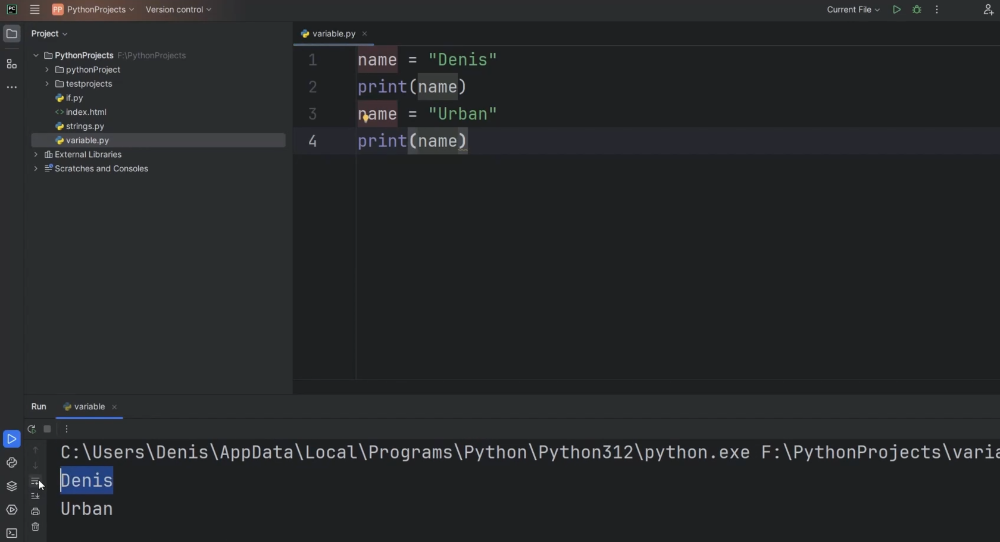 PC PP PythonProjects Version control Current File
Project
variable.py
PythonProjects F:\PythonProjects
pythonProject
testprojects
if.py
<> index.html
strings.py
variable.py
External Libraries
Scratches and Consoles
1 name = "Denis"
2 print(name)
3 name = "Urban"
4 print(name)
Run variable
C:\Users\Denis\AppData\Local\Programs\Python\Python312\python.exe F:\PythonProjects\varia
Denis
Urban